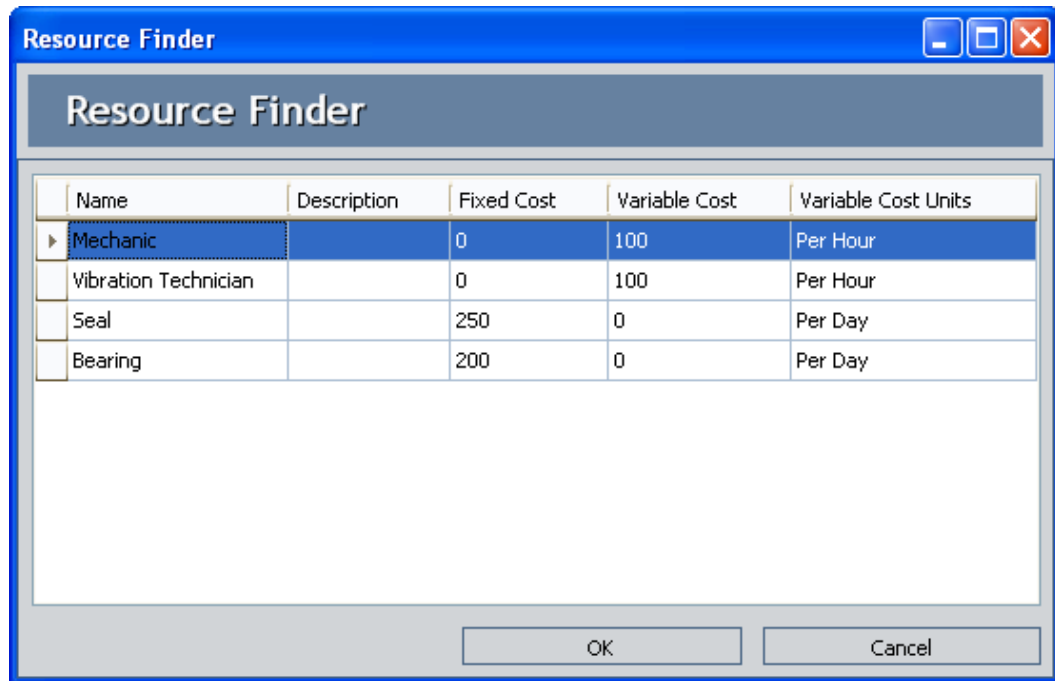 Resource Finder
Resource Finder
Name Description Fixed Cost Variable Cost Variable Cost Units
Mechanic 0 100 Per Hour
Vibration Technician 0 100 Per Hour
Seal 250 0 Per Day
Bearing 200 0 Per Day
OK Cancel